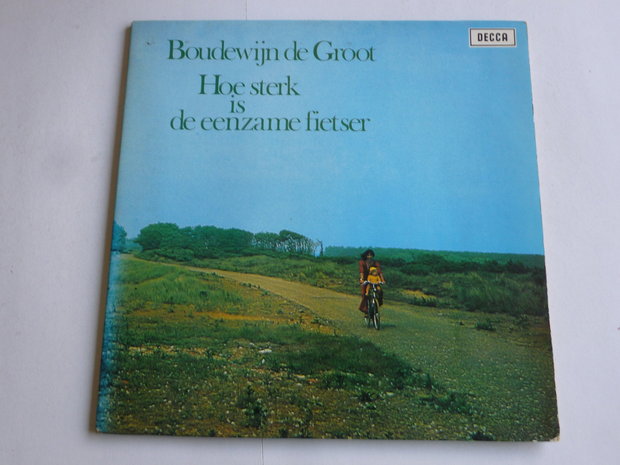 Boudewijn de Groot
DECCA
Hoe sterk
is
de eenzame fietser